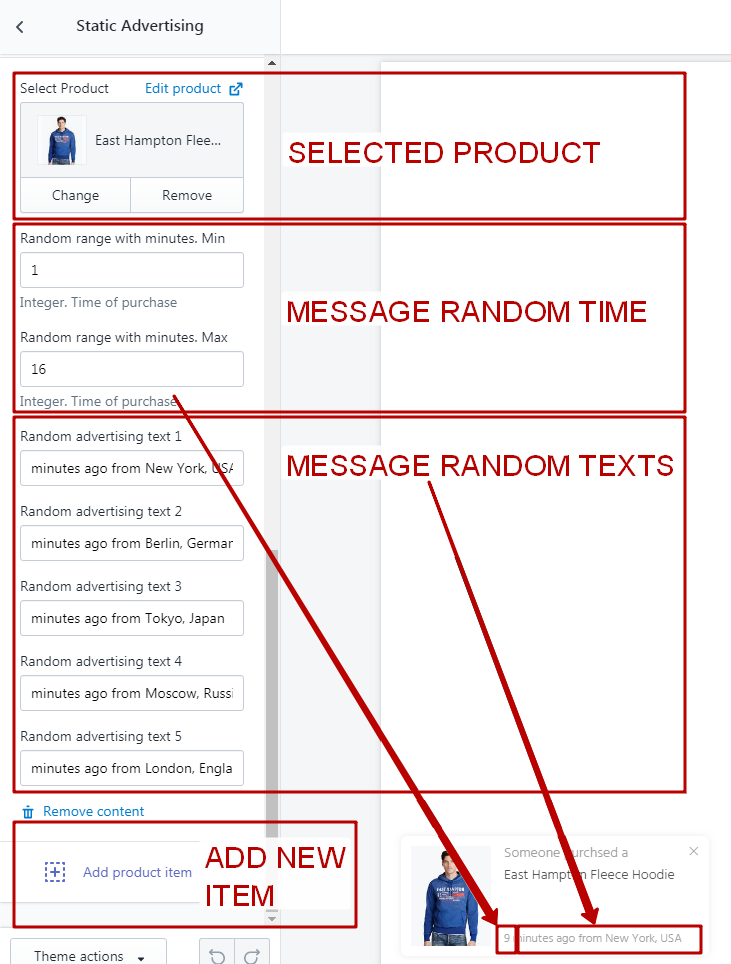 Static Advertising
Select Product
Edit product
East Hampton Flee...
Change
Remove
SELECTED PRODUCT
Random range with minutes. Min
1
Integer. Time of purchase
Random range with minutes. Max
16
Integer. Time of purchase
MESSAGE RANDOM TIME
Random advertising text 1
minutes ago from New York, USA
MESSAGE RANDOM TEXTS
Random advertising text 2
minutes ago from Berlin, German
Random advertising text 3
minutes ago from Tokyo, Japan
Random advertising text 4
minutes ago from Moscow, Russi
Random advertising text 5
minutes ago from London, Engla
Remove content
Add product item
ADD NEW
ITEM
Someone purchsed a
East Hampton Fleece Hoodie
9 minutes ago from New York, USA
Theme actions